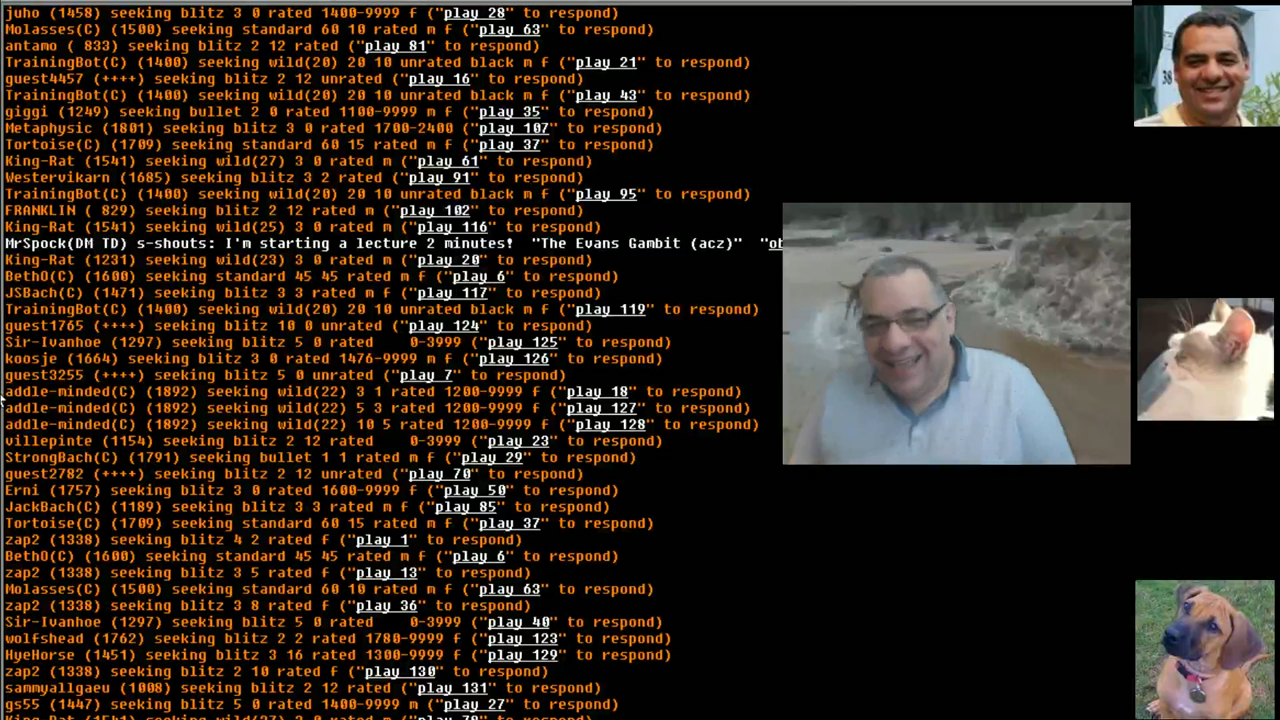 juho (1458) seeking blitz 3 0 rated 1400-9999 f ("play 28" to respond)
Molasses(C) (1500) seeking standard 60 10 rated m f ("play 63" to respond)
antamo ( 833) seeking blitz 2 12 rated ("play 81" to respond)
TrainingBot(C) (1400) seeking wild(20) 20 10 unrated black m f ("play 21" to respond)
guest4457 (++++) seeking blitz 2 12 unrated ("play 16" to respond)
TrainingBot(C) (1400) seeking wild(20) 20 10 unrated black m f ("play 43" to respond)
giggi (1249) seeking bullet 2 0 rated 1100-9999 m f ("play 35" to respond)
Metaphysic (1801) seeking blitz 3 0 rated 1700-2400 ("play 107" to respond)
Tortoise(C) (1709) seeking standard 60 15 rated m f ("play 37" to respond)
King-Rat (1541) seeking wild(27) 3 0 rated m ("play 61" to respond)
Westervikarn (1685) seeking blitz 3 2 rated ("play 91" to respond)
TrainingBot(C) (1400) seeking wild(20) 20 10 unrated black m f ("play 95" to respond)
FRANKLIN ( 829) seeking blitz 2 12 rated m ("play 102" to respond)
King-Rat (1541) seeking wild(25) 3 0 rated m ("play 116" to respond)
MrSpock(DM TD) s-shouts: I'm starting a lecture 2 minutes!  "The Evans Gambit (acz)"  "ob
King-Rat (1231) seeking wild(23) 3 0 rated m ("play 20" to respond)
BethO(C) (1600) seeking standard 45 45 rated m f ("play 6" to respond)
JSBach(C) (1471) seeking blitz 3 3 rated m f ("play 117" to respond)
TrainingBot(C) (1400) seeking wild(20) 20 10 unrated black m f ("play 119" to respond)
guest1765 (++++) seeking blitz 10 0 unrated ("play 124" to respond)
Sir-Ivanhoe (1297) seeking blitz 5 0 rated    0-3999 ("play 125" to respond)
koosje (1664) seeking blitz 3 0 rated 1476-9999 f ("play 126" to respond)
guest3255 (++++) seeking blitz 5 0 unrated ("play 7" to respond)
addle-minded(C) (1892) seeking wild(22) 3 1 rated 1200-9999 f ("play 18" to respond)
addle-minded(C) (1892) seeking wild(22) 5 3 rated 1200-9999 f ("play 127" to respond)
addle-minded(C) (1892) seeking wild(22) 10 5 rated 1200-9999 f ("play 128" to respond)
villepinte (1154) seeking blitz 2 12 rated    0-3999 ("play 23" to respond)
StrongBach(C) (1791) seeking bullet 1 1 rated m f ("play 29" to respond)
guest2782 (++++) seeking blitz 2 12 unrated ("play 70" to respond)
Erni (1757) seeking blitz 3 0 rated 1600-9999 f ("play 50" to respond)
JackBach(C) (1189) seeking blitz 3 3 rated m f ("play 85" to respond)
Tortoise(C) (1709) seeking standard 60 15 rated m f ("play 37" to respond)
zap2 (1338) seeking blitz 4 2 rated f ("play 1" to respond)
BethO(C) (1600) seeking standard 45 45 rated m f ("play 6" to respond)
zap2 (1338) seeking blitz 3 5 rated f ("play 13" to respond)
Molasses(C) (1500) seeking standard 60 10 rated m f ("play 63" to respond)
zap2 (1338) seeking blitz 3 8 rated f ("play 36" to respond)
Sir-Ivanhoe (1297) seeking blitz 5 0 rated    0-3999 ("play 40" to respond)
wolfshead (1762) seeking blitz 2 2 rated 1780-9999 f ("play 123" to respond)
HyeHorse (1451) seeking blitz 3 16 rated 1300-9999 f ("play 129" to respond)
zap2 (1338) seeking blitz 2 10 rated f ("play 130" to respond)
sammyallgaeu (1008) seeking blitz 2 12 rated ("play 131" to respond)
gs55 (1447) seeking blitz 5 0 rated 1400-9999 m ("play 27" to respond)
King-Rat (1541) seeking wild(27) 3 0 rated m ("play 78" to respond)
38